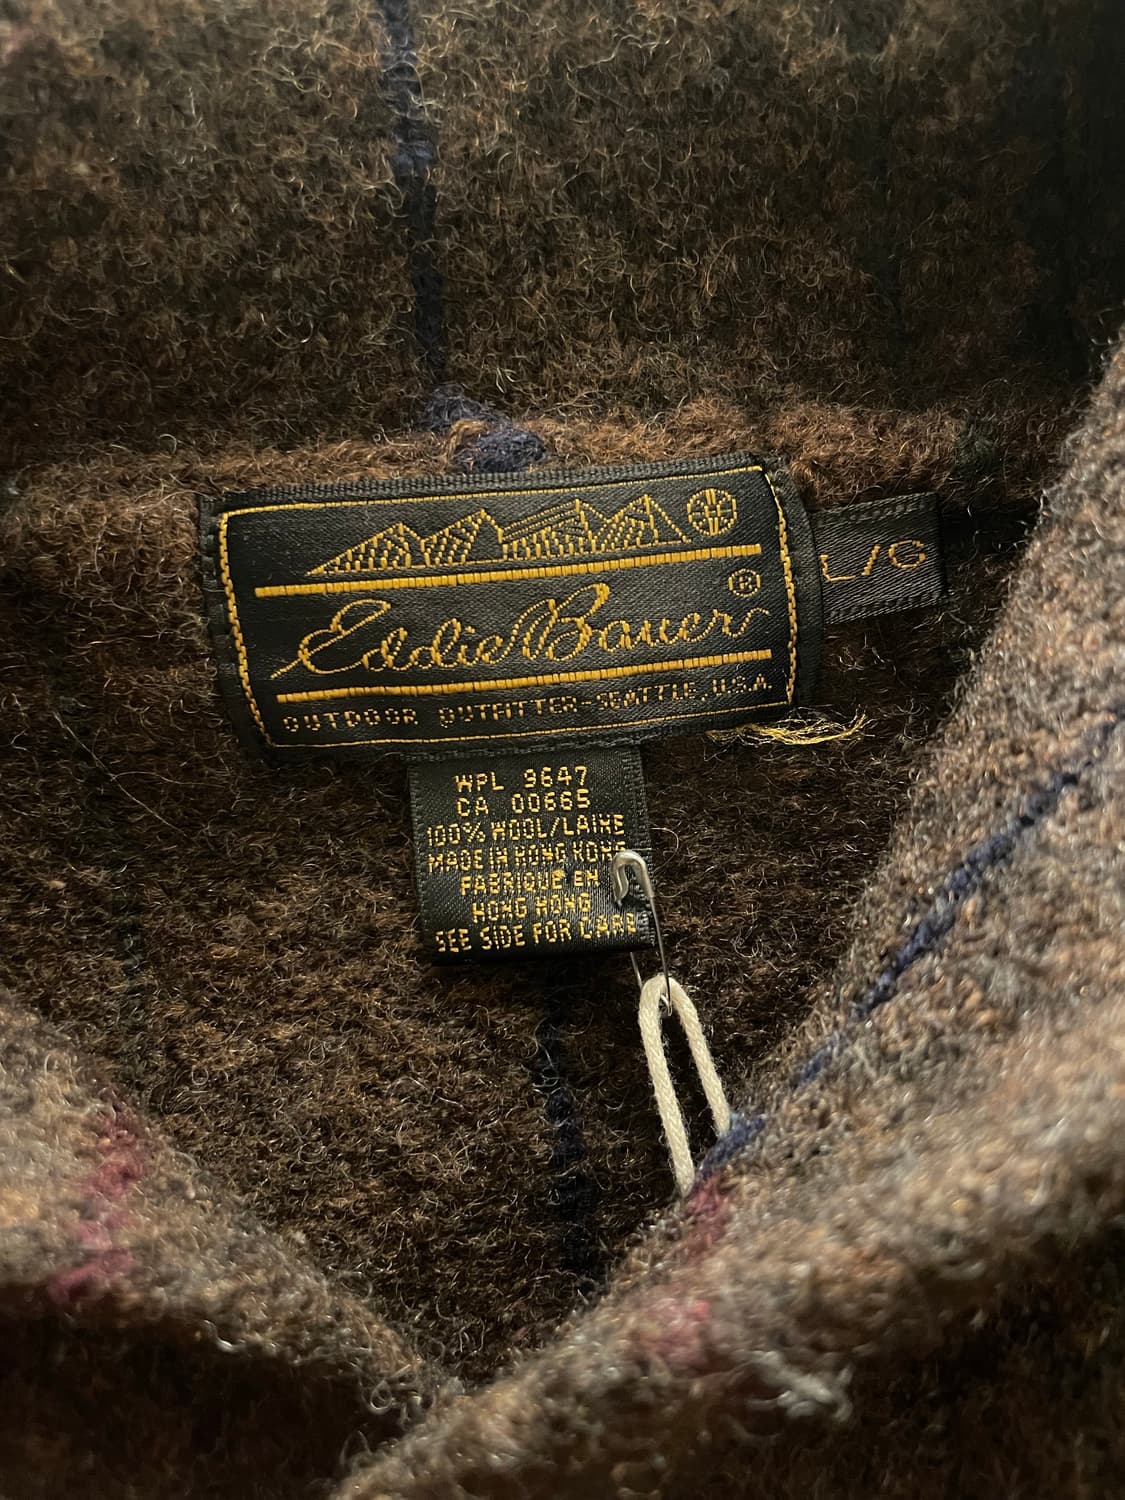 Eddie Bauer ®
OUTDOOR OUTFITTER-SEATTLE, U.S.A.
L/G
WPL 9647
CA 00665
100% WOOL/LAINE
MADE IN HONG KONG
FABRIQUE EN
HONG KONG
SEE SIDE FOR CARE